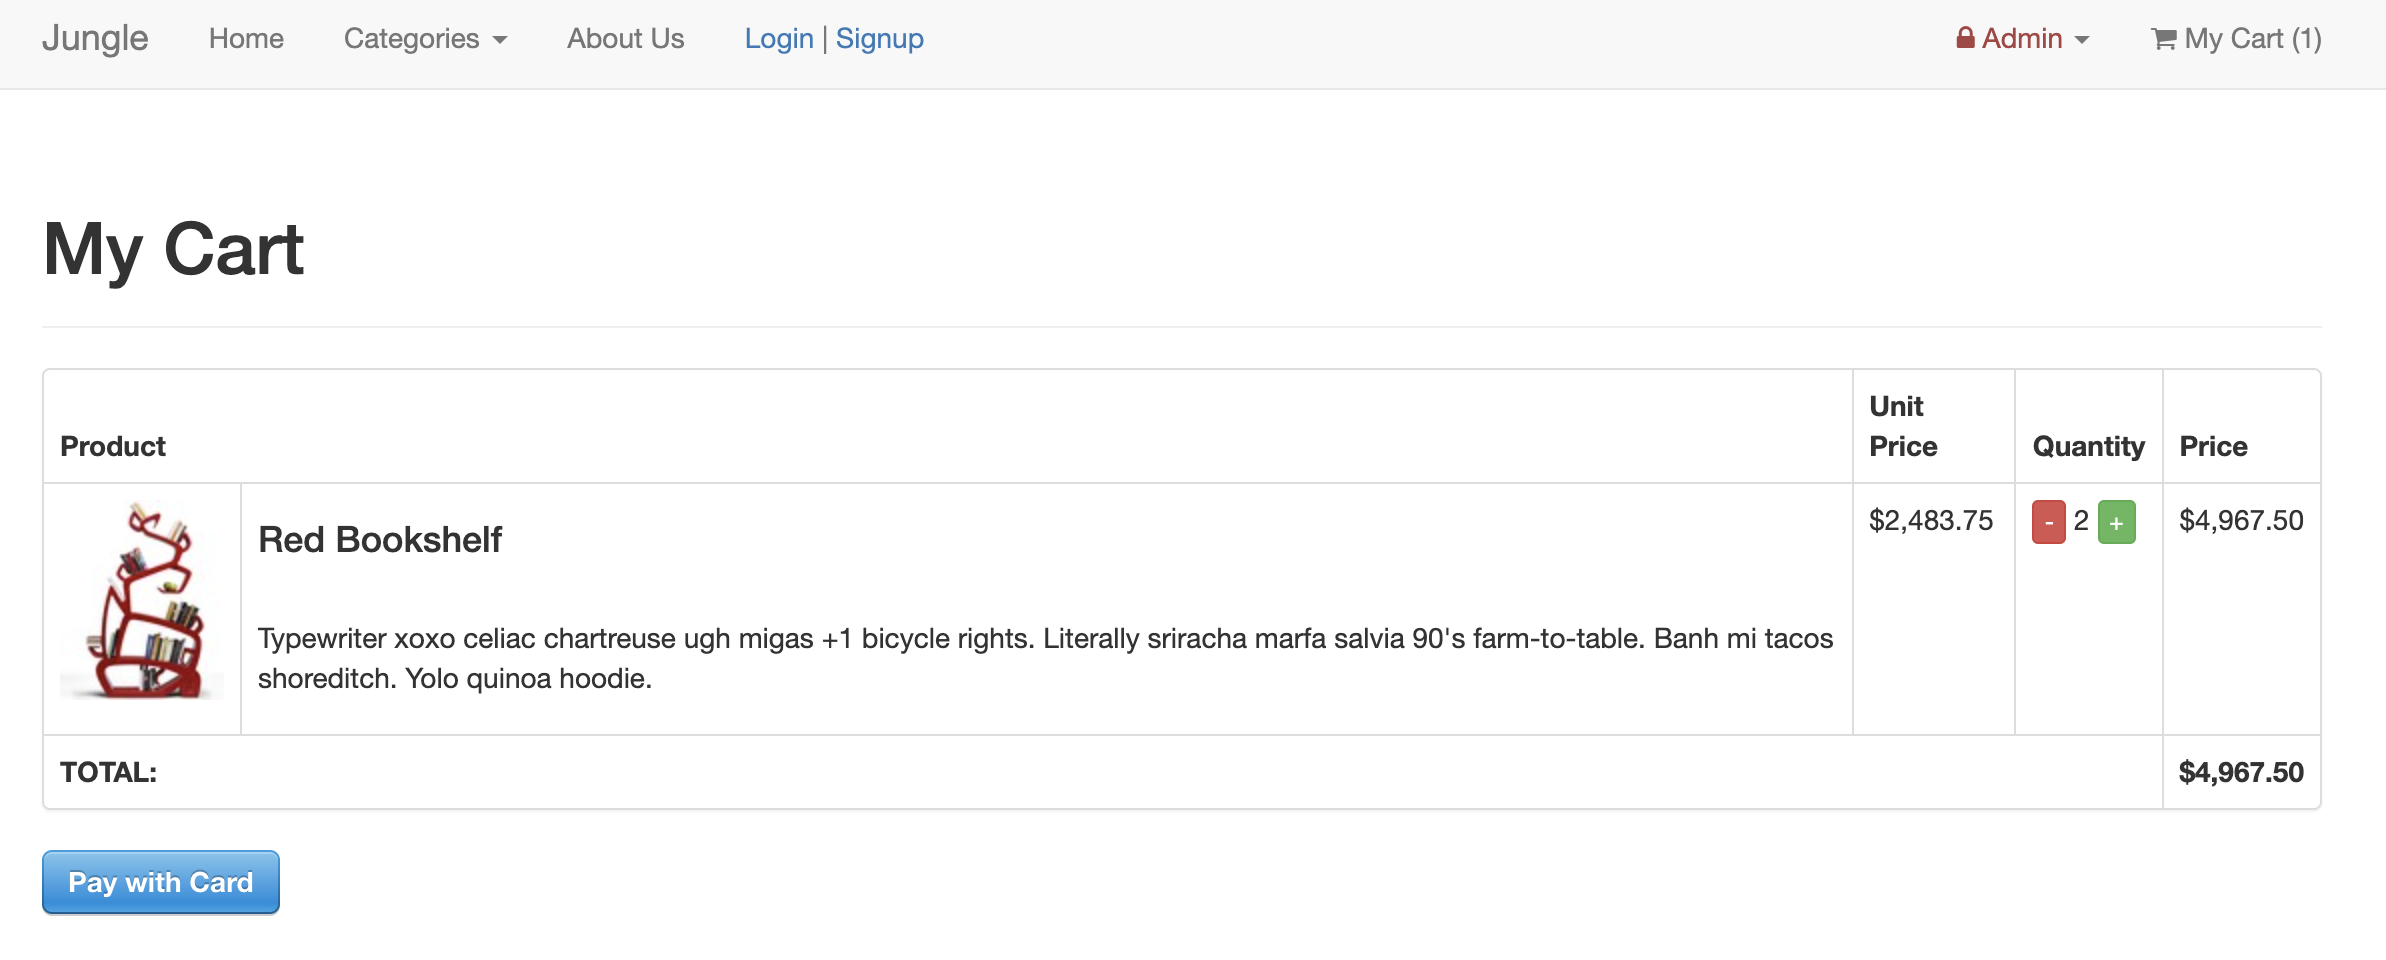 Jungle Home Categories About Us Login | Signup Admin My Cart (1)
My Cart
Product Unit Price Quantity Price
Red Bookshelf $2,483.75 - 2 + $4,967.50
Typewriter xoxo celiac chartreuse ugh migas +1 bicycle rights. Literally sriracha marfa salvia 90's farm-to-table. Banh mi tacos
shoreditch. Yolo quinoa hoodie.
TOTAL: $4,967.50
Pay with Card